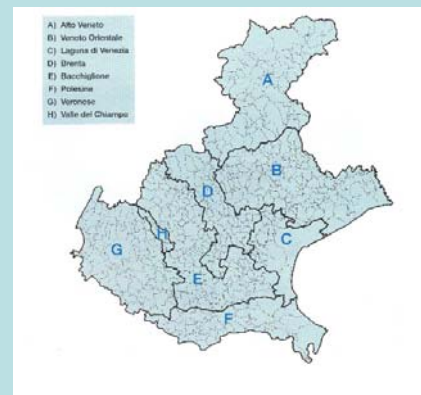 A) Alto Veneto
B) Veneto Orientale
C) Laguna di Venezia
D) Brenta
E) Bacchiglione
F) Polesine
G) Veronese
H) Valle del Chiampo
A
B
D
C
H
G
E
F